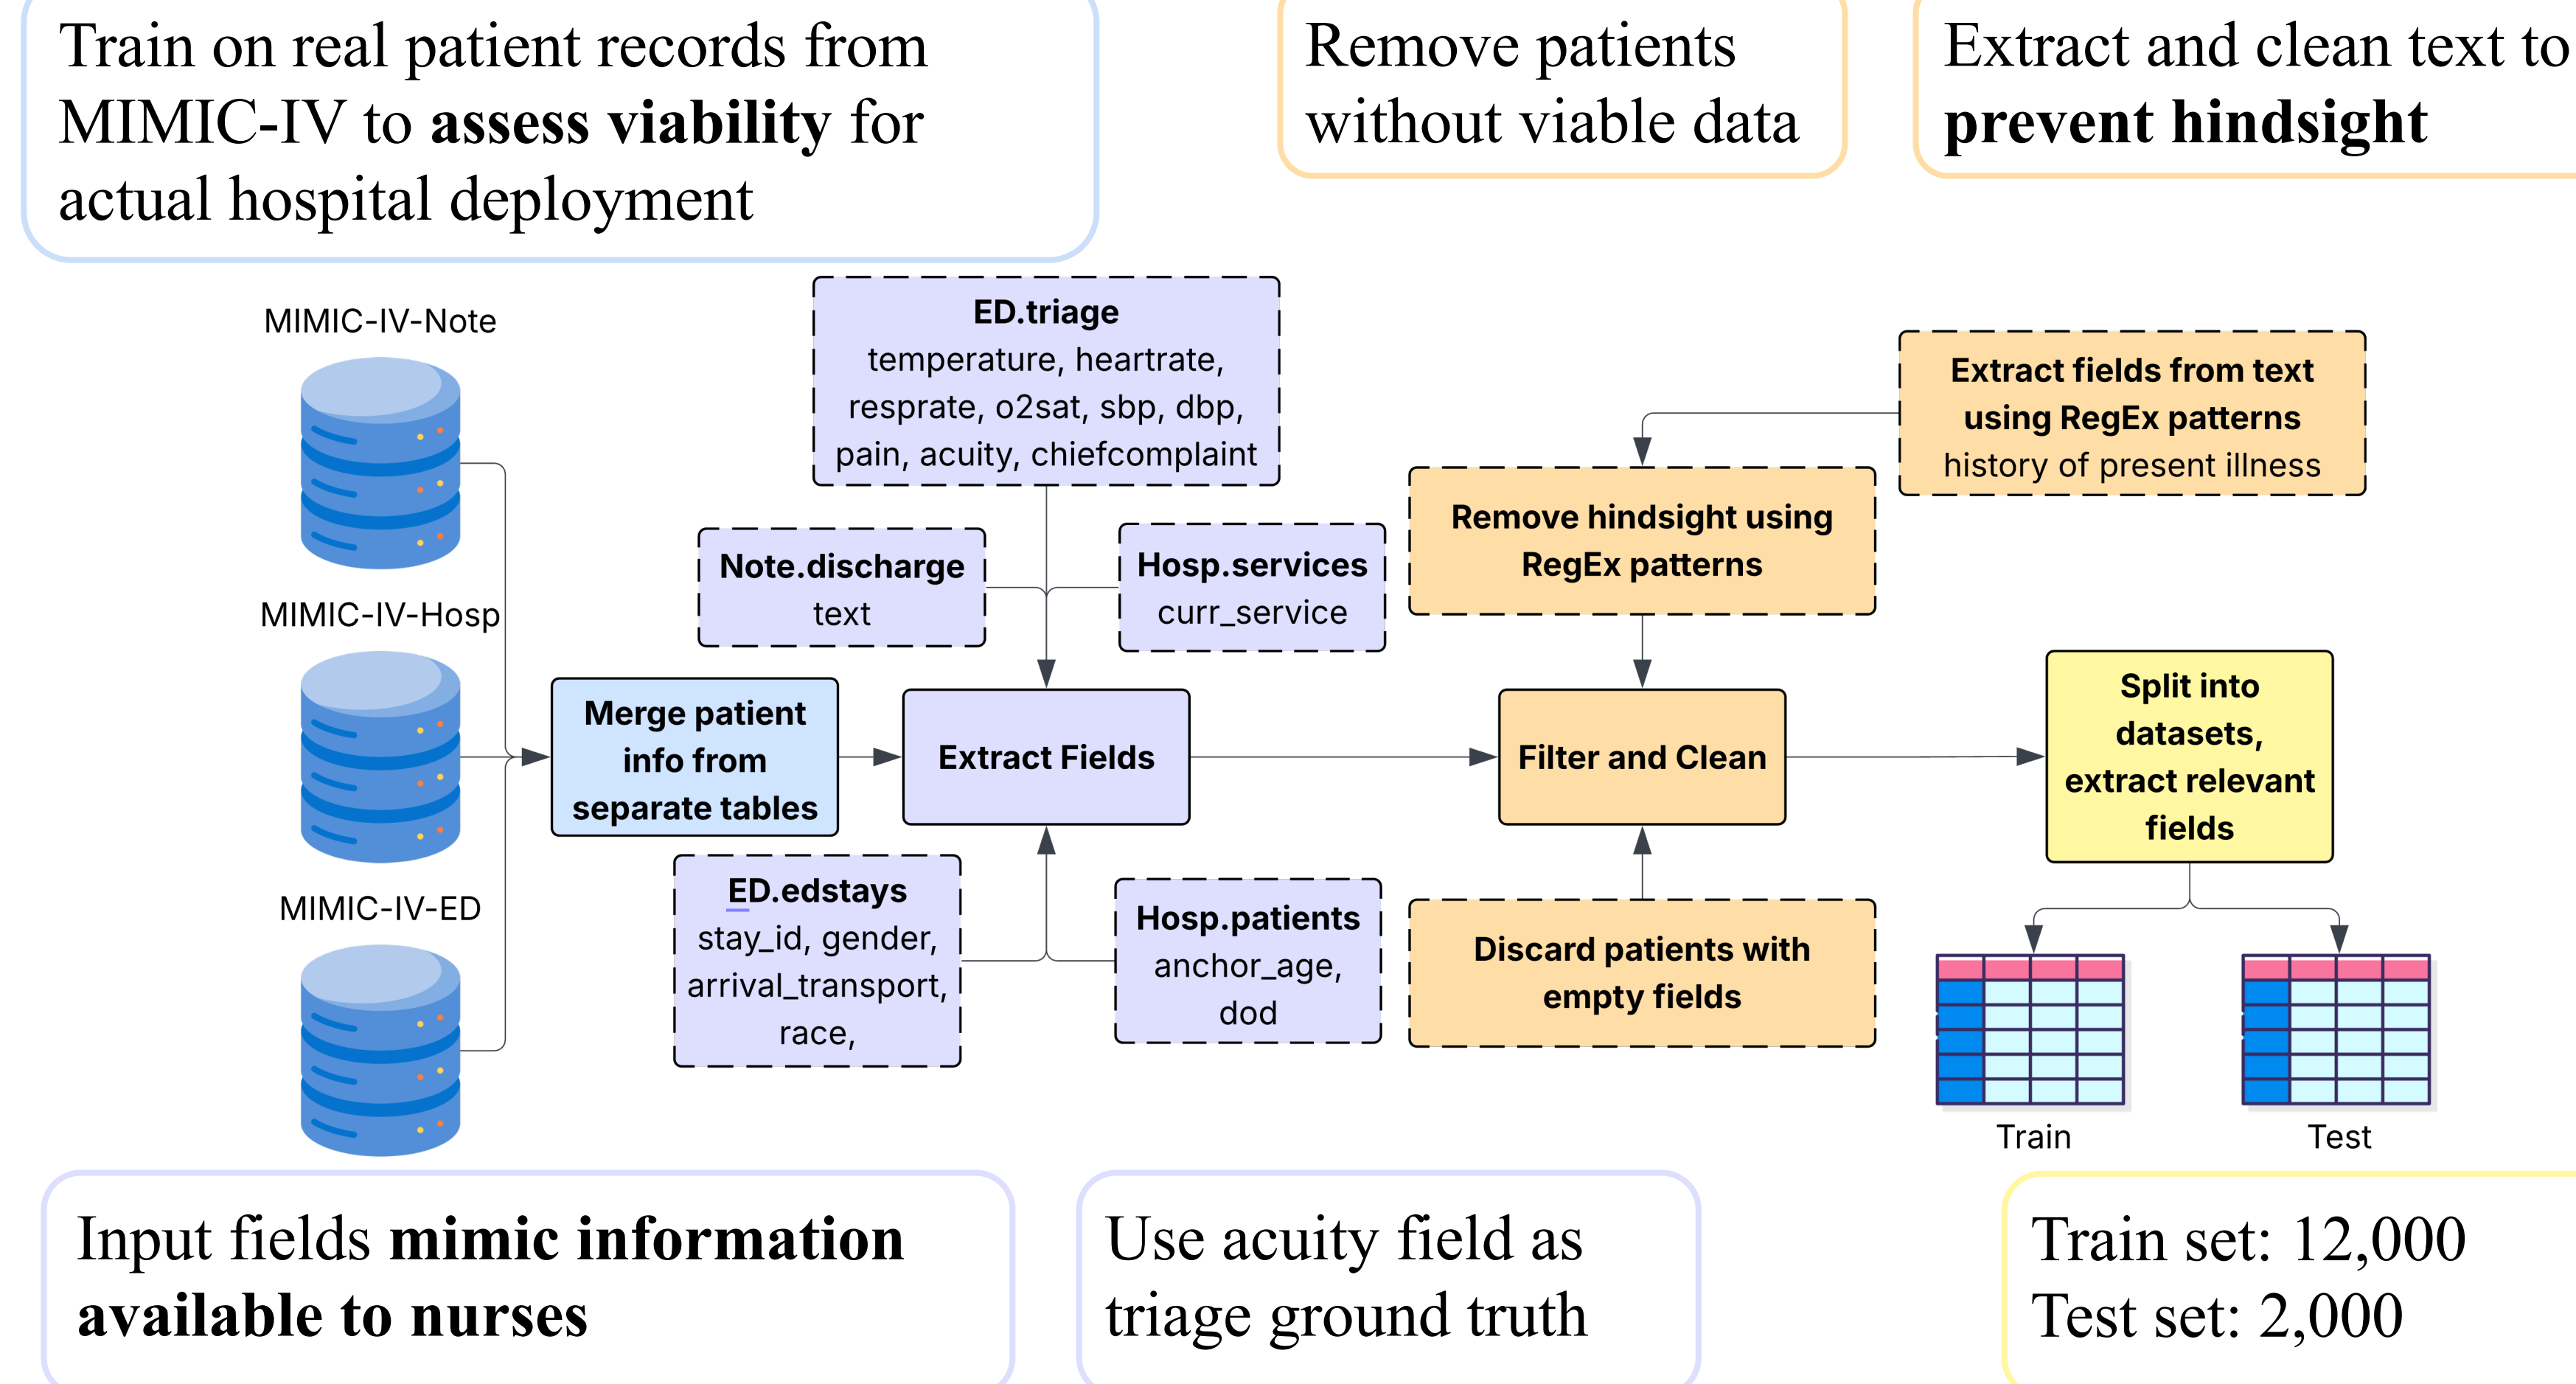 Train on real patient records from
MIMIC-IV to assess viability for
actual hospital deployment
Remove patients
without viable data
Extract and clean text to
prevent hindsight
MIMIC-IV-Note
MIMIC-IV-Hosp
MIMIC-IV-ED
Merge patient
info from
separate tables
ED.triage
temperature, heartrate,
resprate, o2sat, sbp, dbp,
pain, acuity, chiefcomplaint
Note.discharge
text
Hosp.services
curr_service
Extract Fields
ED.edstays
stay_id, gender,
arrival_transport,
race,
Hosp.patients
anchor_age,
dod
Extract fields from text
using RegEx patterns
history of present illness
Remove hindsight using
RegEx patterns
Filter and Clean
Discard patients with
empty fields
Split into
datasets,
extract relevant
fields
Train
Test
Input fields mimic information
available to nurses
Use acuity field as
triage ground truth
Train set: 12,000
Test set: 2,000